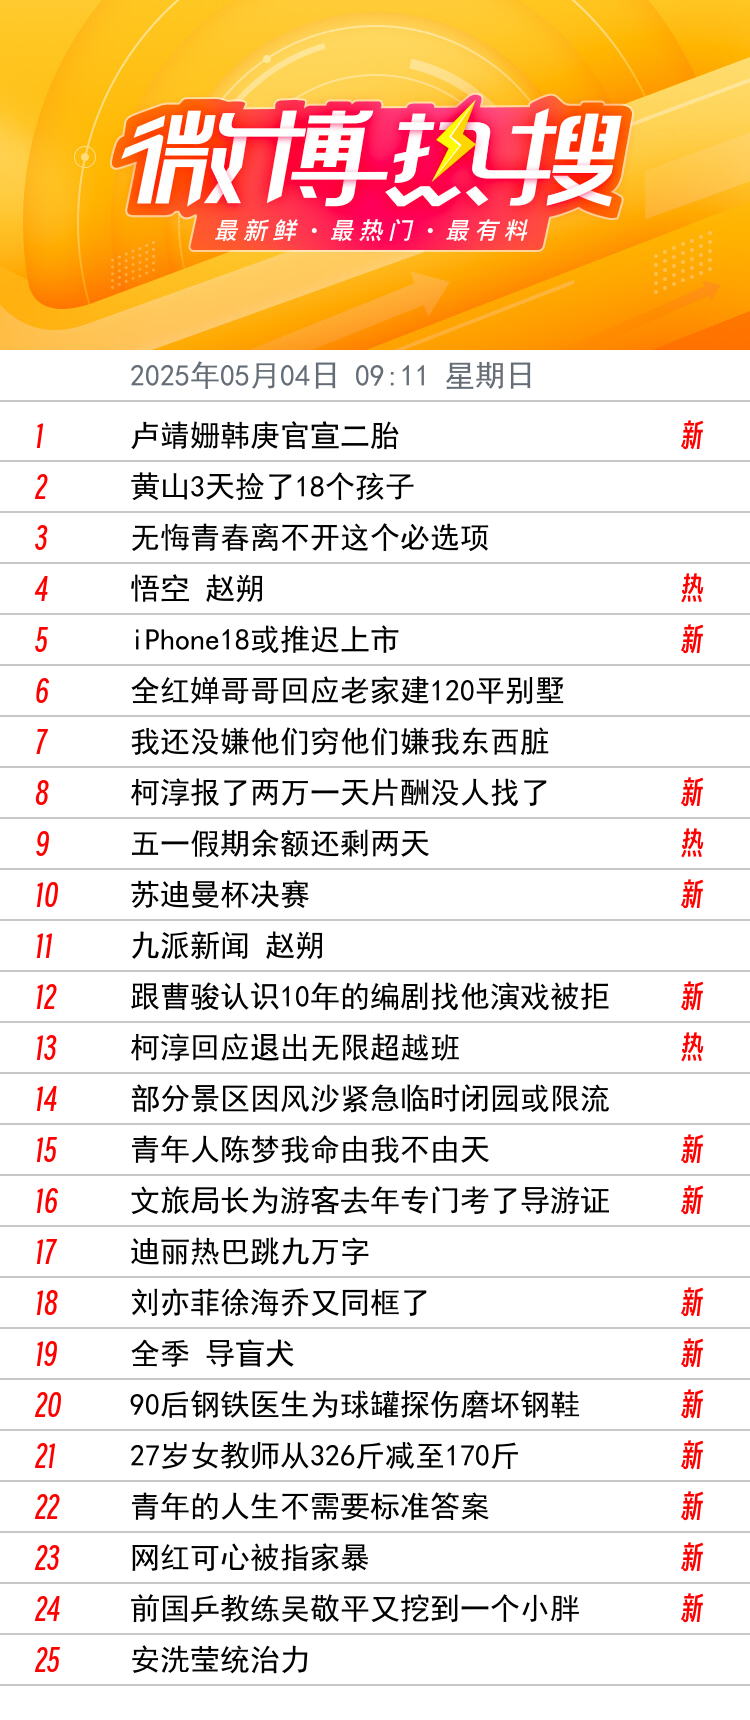 微博热搜
最新鲜·最热门·最有料
2025年05月04日 09:11 星期日
1 卢靖姗韩庚官宣二胎 新
2 黄山3天捡了18个孩子
3 无悔青春离不开这个必选项
4 悟空 赵朔 热
5 iPhone18或推迟上市 新
6 全红婵哥哥回应老家建120平别墅
7 我还没嫌他们穷他们嫌我东西脏
8 柯淳报了两万一天片酬没人找了 新
9 五一假期余额还剩两天 热
10 苏迪曼杯决赛 新
11 九派新闻 赵朔
12 跟曹骏认识10年的编剧找他演戏被拒 新
13 柯淳回应退出无限超越班 热
14 部分景区因风沙紧急临时闭园或限流
15 青年人陈梦我命由我不由天 新
16 文旅局长为游客去年专门考了导游证 新
17 迪丽热巴跳九万字
18 刘亦菲徐海乔又同框了 新
19 全季 导盲犬 新
20 90后钢铁医生为球罐探伤磨坏钢鞋 新
21 27岁女教师从326斤减至170斤 新
22 青年的人生不需要标准答案 新
23 网红可心被指家暴 新
24 前国乒教练吴敬平又挖到一个小胖 新
25 安洗莹统治力